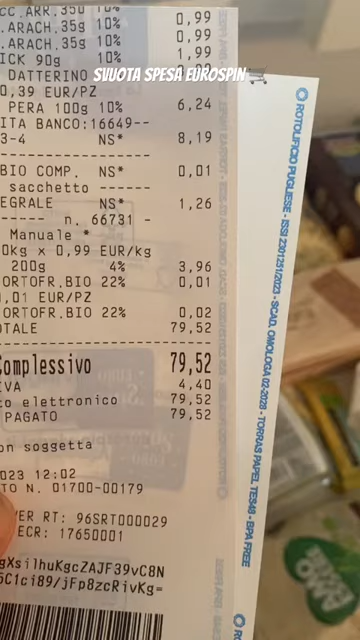 SVUOTA SPESA EUROSPIN
CC.ARR.350 10%
.ARACH.35g 10% 0,99
.ARACH.35g 10% 0,99
ICK 90g 1,99
DATTERINO
0,39 EUR/PZ
PERA 100g 10% 6,24
ITA BANCO:16649--
3-4 NS* 8,19
BIO COMP. NS* 0,01
sacchetto ------
EGRALE NS* 1,26
---- n. 66731 -
Manuale *
0Kg x 0,99 EUR/kg
200g 4% 3,96
ORTOFR.BIO 22% 0,01
,01 EUR/PZ
ORTOFR.BIO 22% 0,02
OTALE 79,52
Complessivo 79,52
IVA 4,40
to elettronico 79,52
PAGATO 79,52
on soggetta
023 12:02
TO N. 01700-00179
VER RT: 96SRT000029
ECR: 17650001
gXsilhuKgcZAJF39vC8N
5C1ci89/jFp8zcRivKg=
ROTOLIFICIO PUGLIESE - ISSI 2301251/2023 - SCAD. OMOLOGA 02-2028 - TORRAS PAPEL TES48 - BPA FREE
AMO